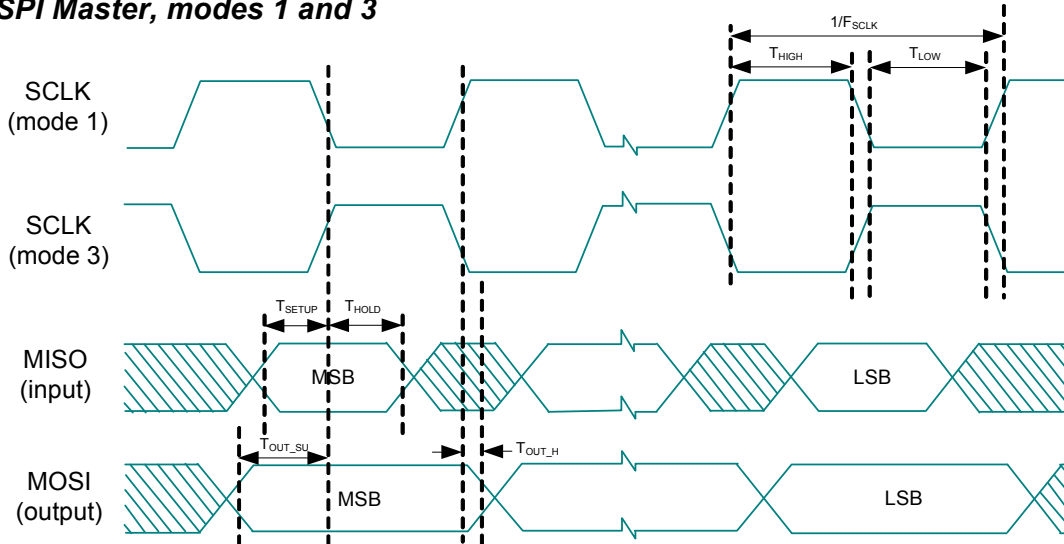 SPI Master, modes 1 and 3
1/FSCLK
THIGH
TLOW
SCLK
(mode 1)
SCLK
(mode 3)
TSETUP
THOLD
MISO
(input)
MSB
LSB
TOUT_SU
TOUT_H
MOSI
(output)
MSB
LSB